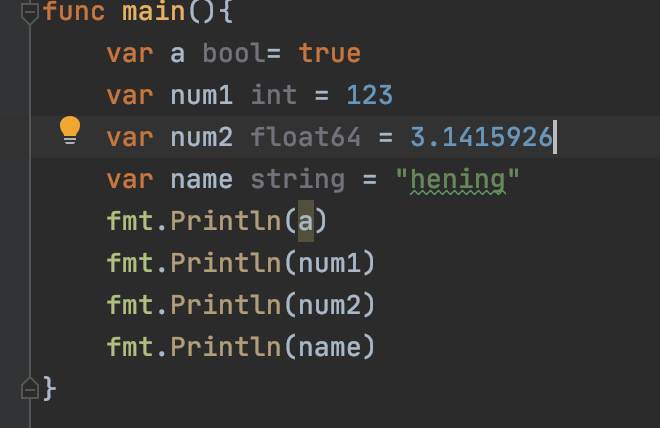 func main(){
var a bool= true
var num1 int = 123
var num2 float64 = 3.1415926
var name string = "hening"
fmt.Println(a)
fmt.Println(num1)
fmt.Println(num2)
fmt.Println(name)
}